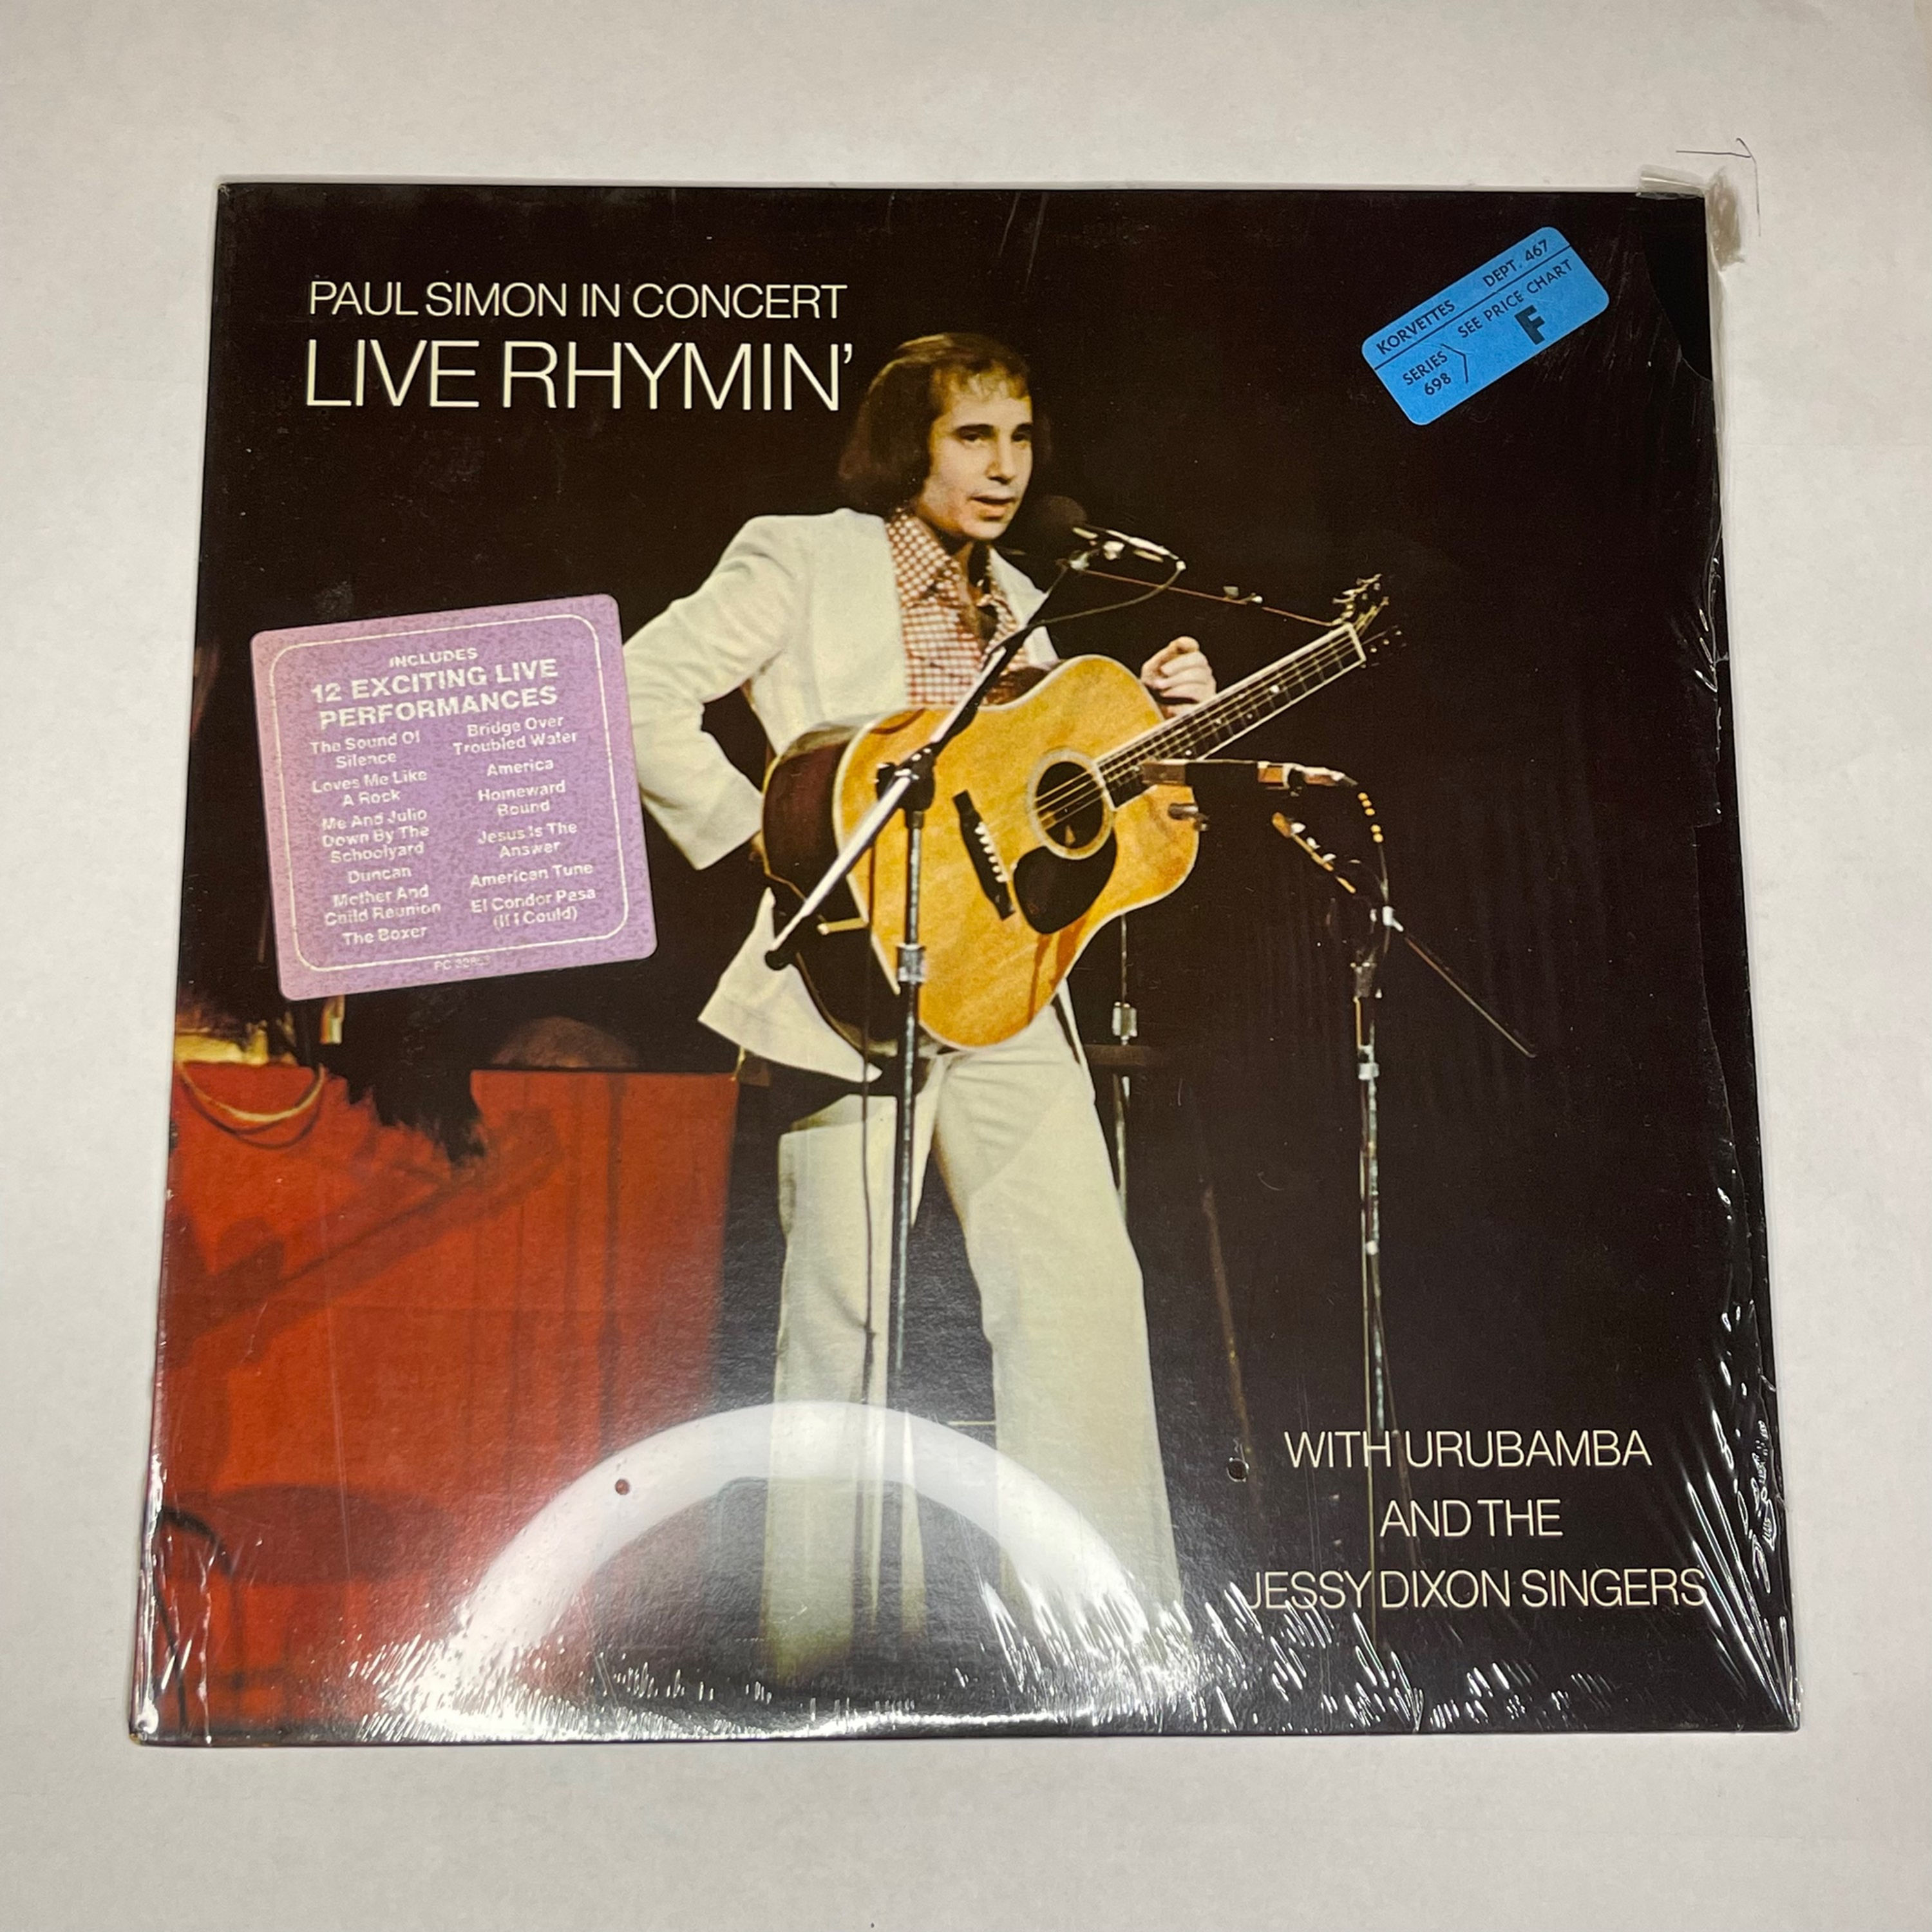 PAUL SIMON IN CONCERT
LIVE RHYMIN'
KORVETTES DEPT. 467
SERIES 698 SEE PRICE CHART
F
INCLUDES
12 EXCITING LIVE
PERFORMANCES
The Sound Of
Silence
Loves Me Like
A Rock
Me And Julio
Down By The
Schoolyard
Duncan
Mother And
Child Reunion
The Boxer
Bridge Over
Troubled Water
America
Homeward
Bound
Jesus Is The
Answer
American Tune
El Condor Pasa
(If I Could)
WITH URUBAMBA
AND THE
JESSY DIXON SINGERS